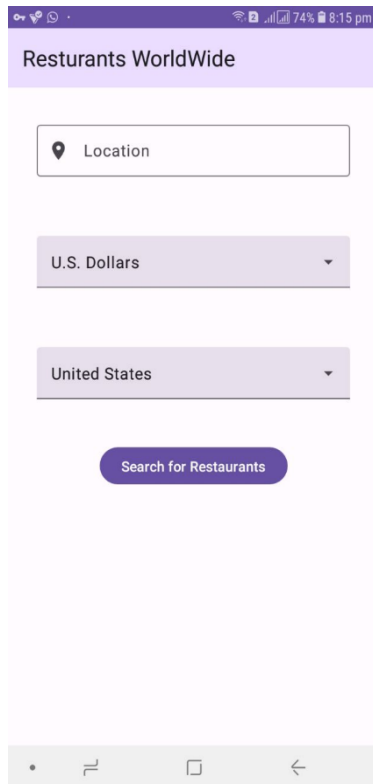 74% 8:15 pm
Resturants WorldWide
Location
U.S. Dollars
United States
Search for Restaurants